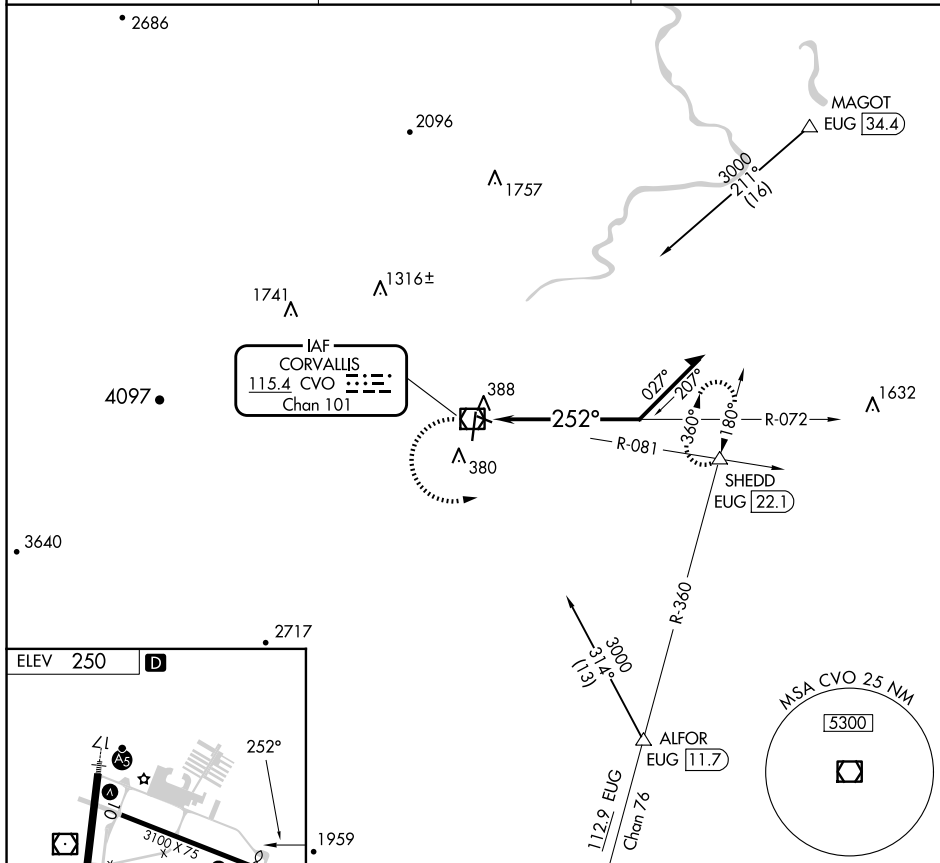 2686
MAGOT
EUG 34.4
2096
3000
211°
(16)
1757
1316±
1741
IAF
CORVALLIS
115.4 CVO
Chan 101
4097
388
380
252°
027°
207°
360°
180°
R-072
1632
R-081
SHEDD
EUG 22.1
3640
R-360
2717
3000
314°
(13)
ELEV 250 D
MSA CVO 25 NM
5300
ALFOR
EUG 11.7
112.9 EUG
Chan 76
17
A5
252°
V
10
3100 X 75
1959